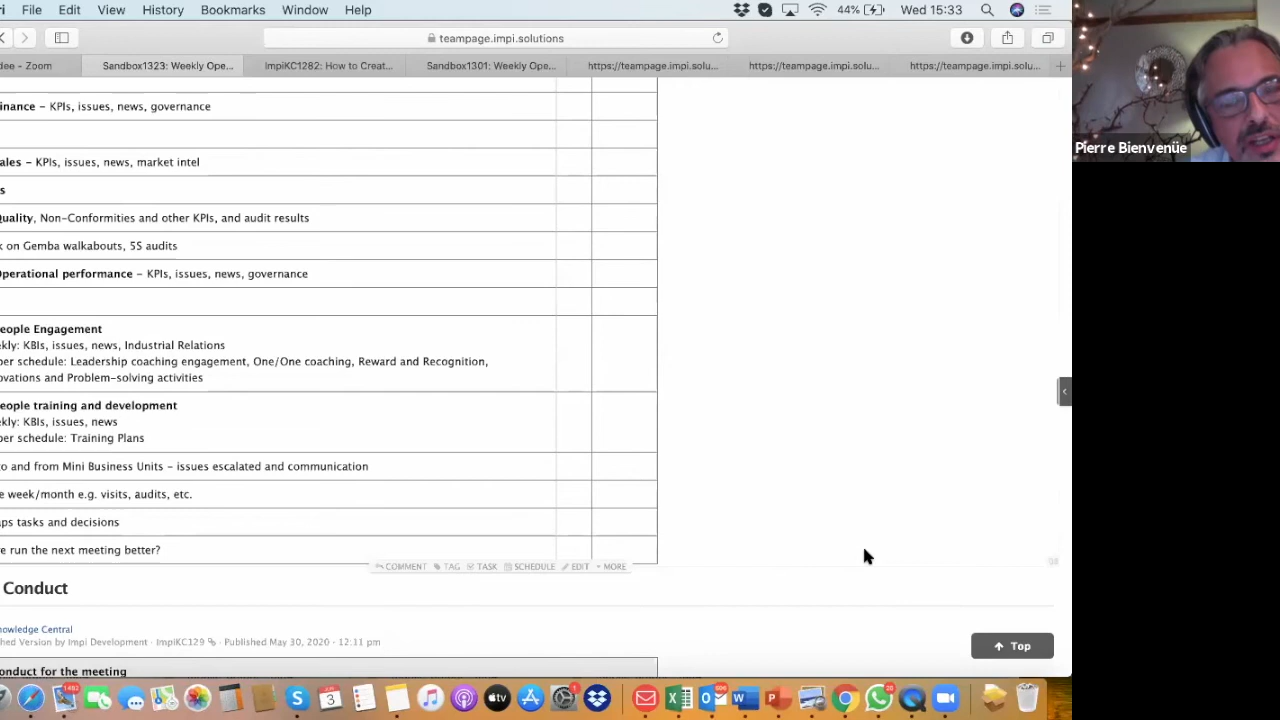 File Edit View History Bookmarks Window Help 44% Wed 15:33
teampage.impi.solutions
Zoom Sandbox1323: Weekly Ope... ImpiKC1282: How to Creat... Sandbox1301: Weekly Ope... https://teampage.impi.solu... https://teampage.impi.solu... https://teampage.impi.solu...
inance – KPIs, issues, news, governance
ales – KPIs, issues, news, market intel
s
uality, Non-Conformities and other KPIs, and audit results
k on Gemba walkabouts, 5S audits
perational performance – KPIs, issues, news, governance
eople Engagement
ekly: KBIs, issues, news, Industrial Relations
per schedule: Leadership coaching engagement, One/One coaching, Reward and Recognition,
ovations and Problem-solving activities
eople training and development
ekly: KBIs, issues, news
per schedule: Training Plans
to and from Mini Business Units – issues escalated and communication
e week/month e.g. visits, audits, etc.
aps tasks and decisions
e run the next meeting better?
COMMENT TAG TASK SCHEDULE EDIT MORE
Conduct
nowledge Central
hed Version by Impi Development · ImpiKC129 · Published May 30, 2020 · 12:11 pm
Top
onduct for the meeting
Pierre Bienvenüe